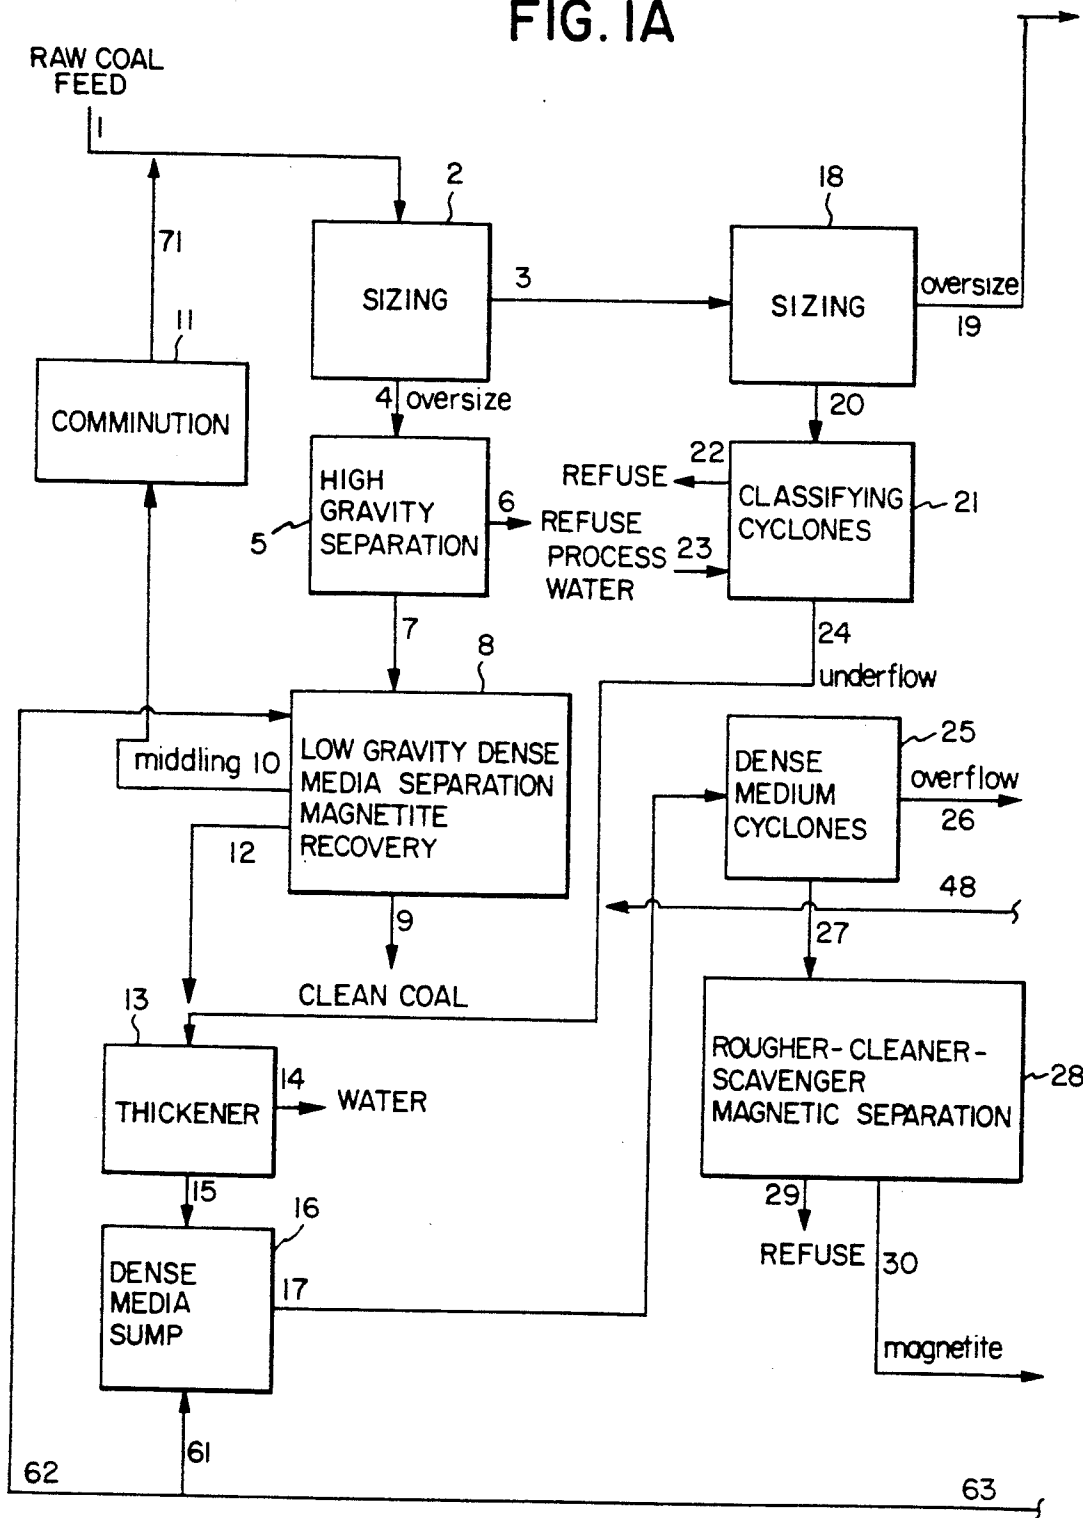 FIG. 1A
RAW COAL
FEED
1
2
18
71
3
SIZING
SIZING
oversize
19
11
4 oversize
20
COMMINUTION
HIGH
GRAVITY
SEPARATION
5
6
REFUSE
REFUSE
22
CLASSIFYING
CYCLONES
21
PROCESS
WATER
23
7
24
underflow
8
middling 10
LOW GRAVITY DENSE
MEDIA SEPARATION
MAGNETITE
RECOVERY
25
DENSE
MEDIUM
CYCLONES
overflow
26
12
9
48
27
CLEAN COAL
13
14
WATER
THICKENER
ROUGHER-CLEANER-
SCAVENGER
MAGNETIC SEPARATION
28
15
16
29
REFUSE
30
DENSE
MEDIA
SUMP
17
magnetite
61
62
63